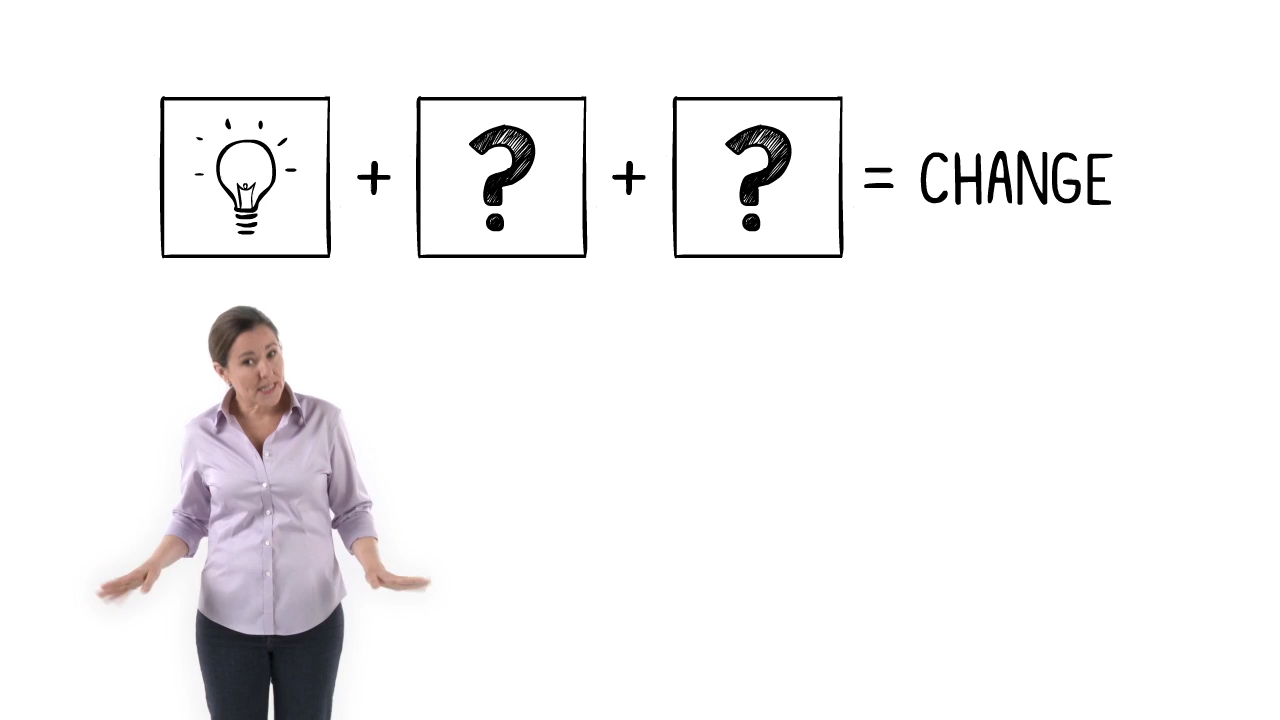 + ? + ? = CHANGE